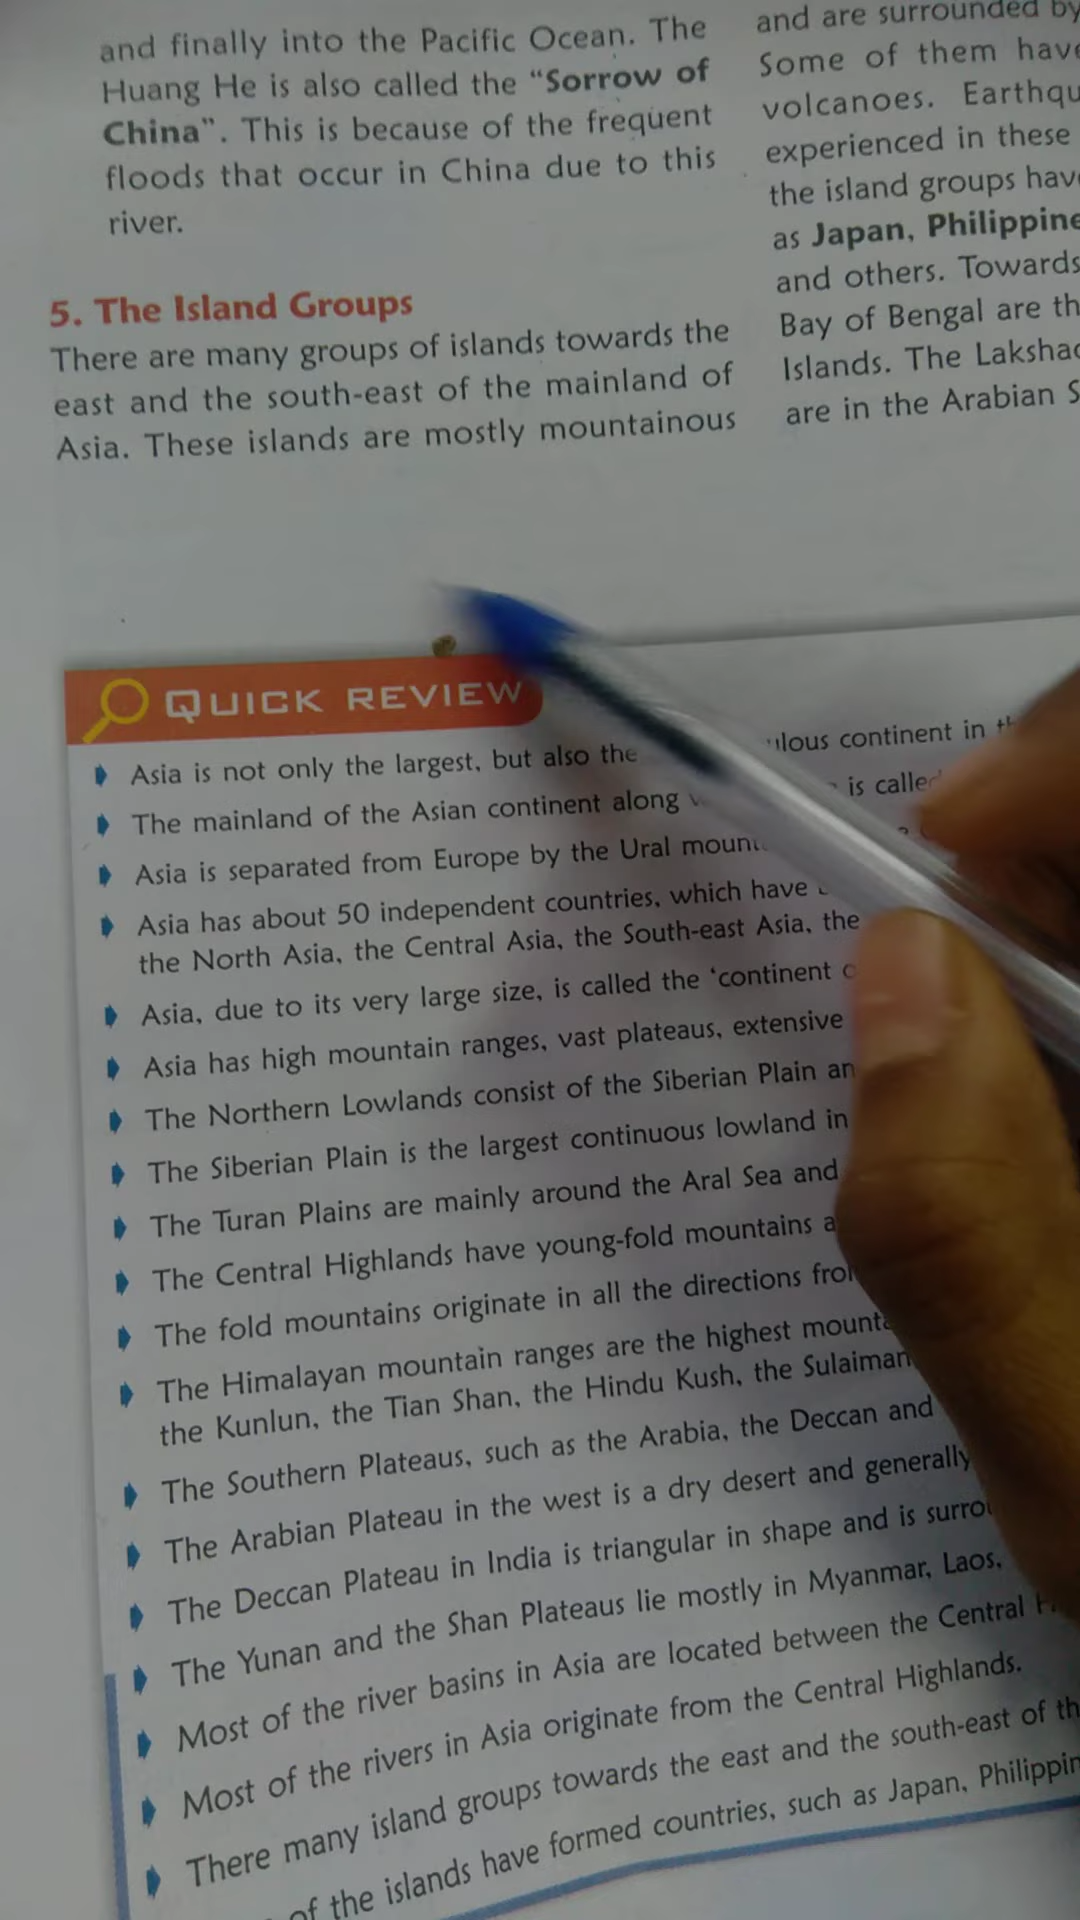 and finally into the Pacific Ocean. The
Huang He is also called the “Sorrow of
China”. This is because of the frequent
floods that occur in China due to this
river.
5. The Island Groups
There are many groups of islands towards the
east and the south-east of the mainland of
Asia. These islands are mostly mountainous
and are surrounded by
Some of them have
volcanoes.
experienced in these
the island groups have
as Japan, Philippine
and others. Towards
Bay of Bengal are
Islands. The
are in the Arabian
QUICK REVIEW
Asia is not only the largest, but also the continent in
The mainland of the Asian continent along is called
Asia is separated from Europe by the Ural
Asia has about 50 independent countries, which have
the North Asia, the Central Asia, the South-east Asia, the
Asia, due to its very large size, is called the ‘continent
Asia has high mountain ranges, vast plateaus, extensive
The Northern Lowlands consist of the Siberian Plain
The Siberian Plain is the largest continuous lowland in
The Turan Plains are mainly around the Aral Sea and
The Central Highlands have young-fold mountains
The fold mountains originate in all the directions
The Himalayan mountain ranges are the highest
the Kunlun, the Tian Shan, the Hindu Kush, the Sulaiman
The Southern Plateaus, such as the Arabia, the Deccan and
The Arabian Plateau in the west is a dry desert and generally
The Deccan Plateau in India is triangular in shape and is
The Yunan and the Shan Plateaus lie mostly in Myanmar, Laos,
Most of the river basins in Asia are located between the Central
Most of the rivers in Asia originate from the Central Highlands.
There many island groups towards the east and the south-east of
of the islands have formed countries, such as Japan,